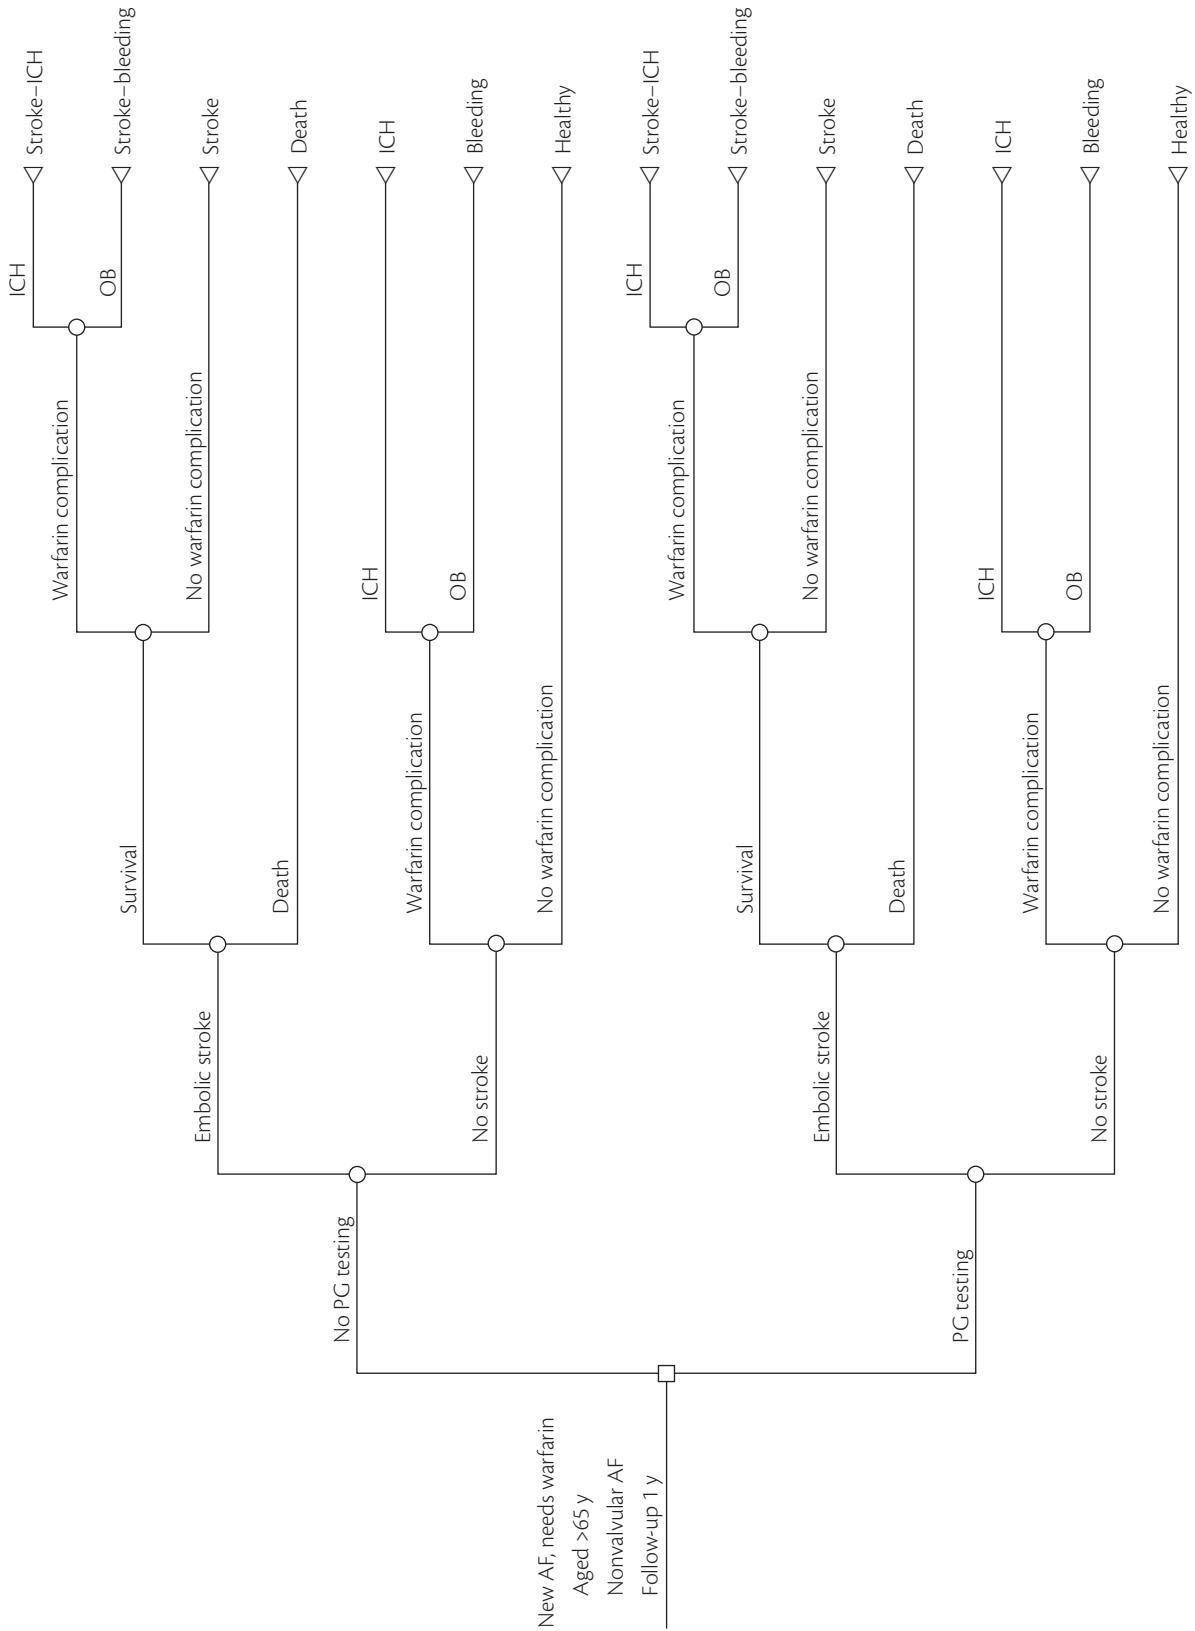 New AF, needs warfarin
Aged >65 y
Nonvalvular AF
Follow-up 1 y
No PG testing
Embolic stroke
Survival
Warfarin complication
ICH
Stroke–ICH
OB
Stroke–bleeding
No warfarin complication
Stroke
Death
Death
No stroke
Warfarin complication
ICH
ICH
OB
Bleeding
No warfarin complication
Healthy
PG testing
Embolic stroke
Survival
Warfarin complication
ICH
Stroke–ICH
OB
Stroke–bleeding
No warfarin complication
Stroke
Death
Death
No stroke
Warfarin complication
ICH
ICH
OB
Bleeding
No warfarin complication
Healthy